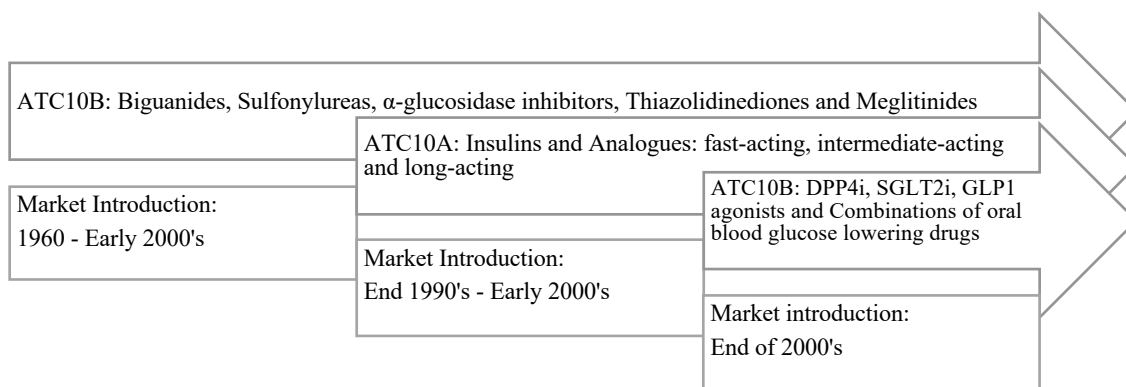 ATC10B: Biguanides, Sulfonylureas, α-glucosidase inhibitors, Thiazolidinediones and Meglitinides
Market Introduction:
1960 - Early 2000's
ATC10A: Insulins and Analogues: fast-acting, intermediate-acting
and long-acting
Market Introduction:
End 1990's - Early 2000's
ATC10B: DPP4i, SGLT2i, GLP1
agonists and Combinations of oral
blood glucose lowering drugs
Market introduction:
End of 2000's